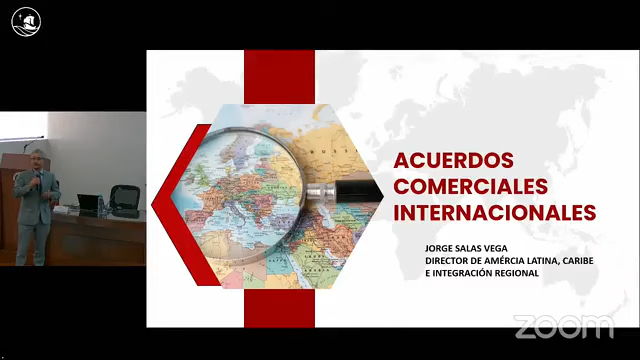 ACUERDOS
COMERCIALES
INTERNACIONALES
JORGE SALAS VEGA
DIRECTOR DE AMÉRCIA LATINA, CARIBE
E INTEGRACIÓN REGIONAL
zoom